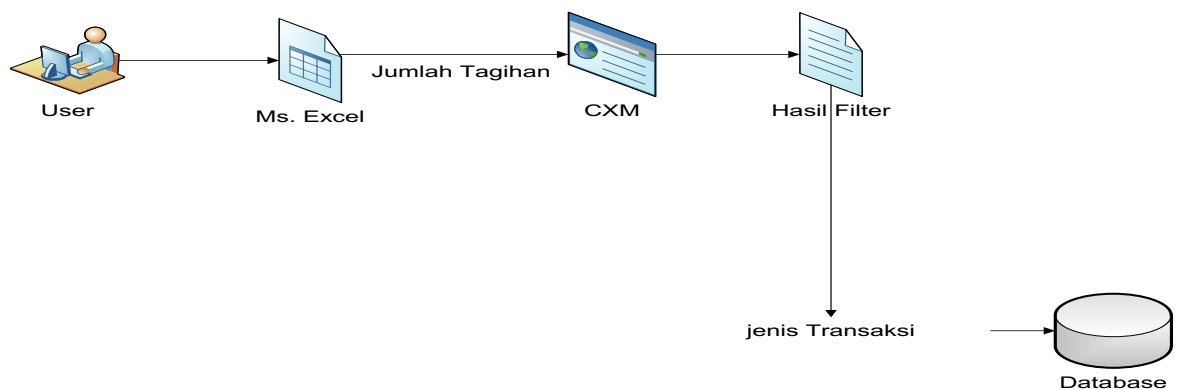 User
Ms. Excel
Jumlah Tagihan
CXM
Hasil Filter
jenis Transaksi
Database